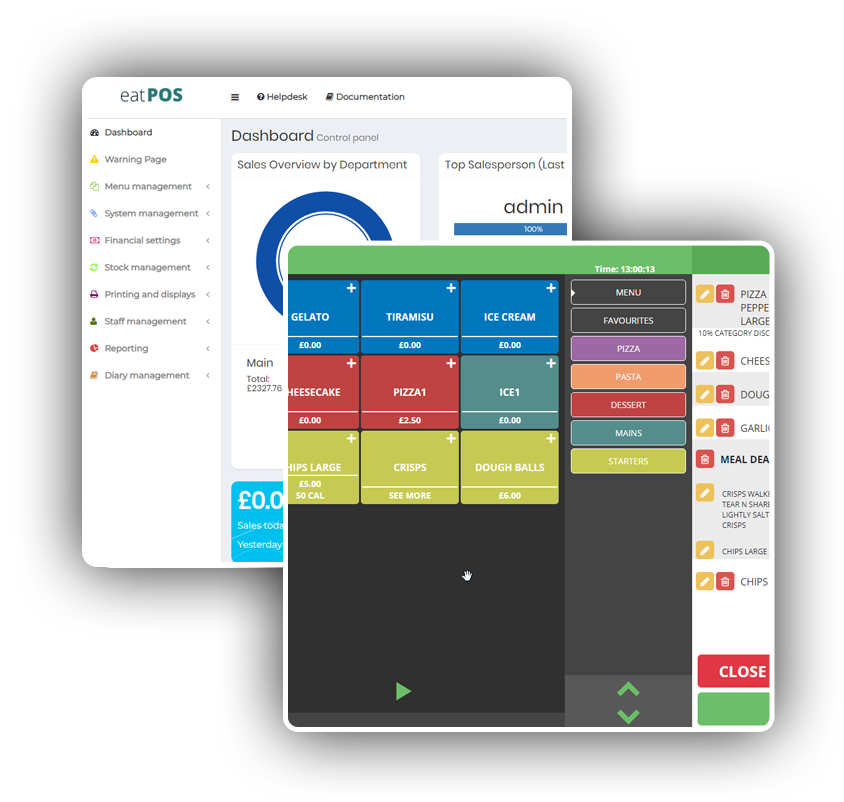 eatPOS
Helpdesk
Documentation
Dashboard
Warning Page
Menu management
System management
Financial settings
Stock management
Printing and displays
Staff management
Reporting
Diary management
Dashboard Control panel
Sales Overview by Department
Main
Total:
£2327.76
Top Salesperson (Last
admin
100%
£0.0
Sales toda
Yesterday
Time: 13:00:13
GELATO
£0.00
TIRAMISU
£0.00
ICE CREAM
£0.00
HEESECAKE
£0.00
PIZZA1
£2.50
ICE1
£0.00
HIPS LARGE
£5.00
50 CAL
CRISPS
SEE MORE
DOUGH BALLS
£6.00
MENU
FAVOURITES
PIZZA
PASTA
DESSERT
MAINS
STARTERS
PIZZA
PEPPE
LARGE
10% CATEGORY DISC
CHEES
DOUG
GARLI
MEAL DEA
CRISPS WALK
TEAR N SHARE
LIGHTLY SALT
CRISPS
CHIPS LARGE
CHIPS
CLOSE